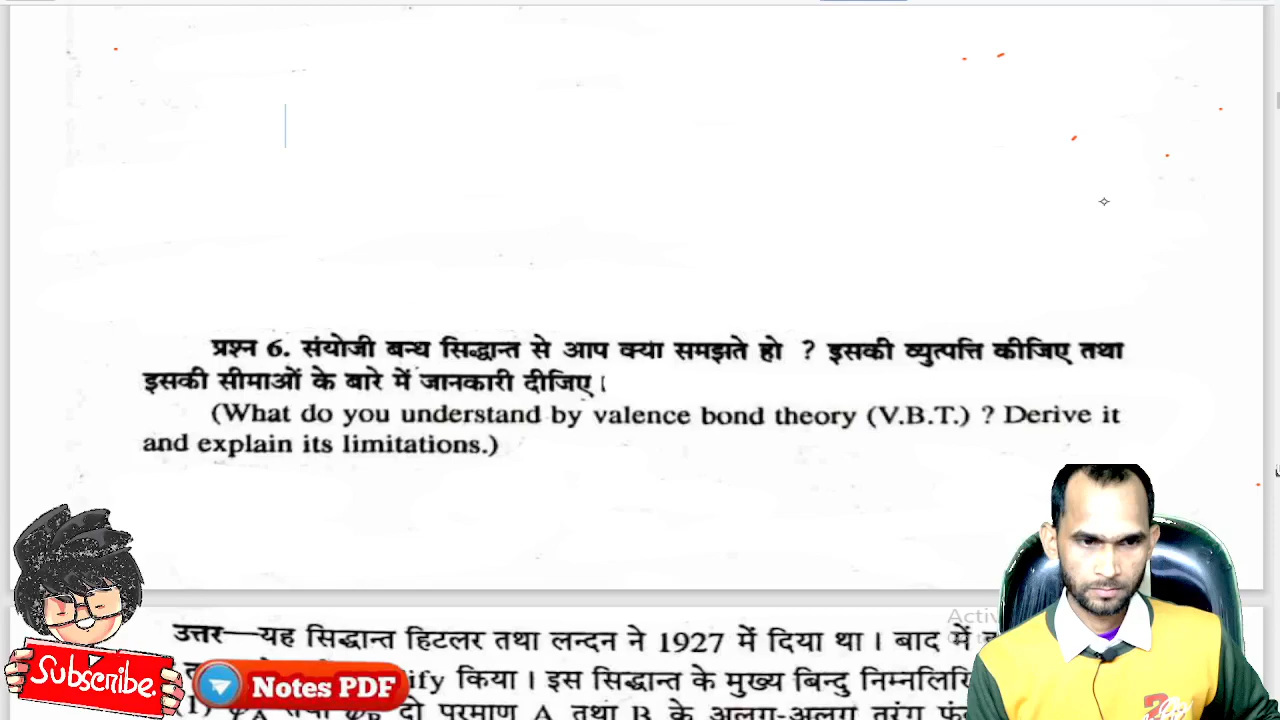 प्रश्न 6. संयोजी बन्ध सिद्धान्त से आप क्या समझते हो ? इसकी व्युत्पत्ति कीजिए तथा
इसकी सीमाओं के बारे में जानकारी दीजिए।
(What do you understand by valence bond theory (V.B.T.) ? Derive it
and explain its limitations.)
उत्तर—यह सिद्धान्त हिटलर तथा लन्दन ने 1927 में दिया था । बाद में
ify किया । इस सिद्धान्त के मुख्य बिन्दु
दो परमाणु A तथा B के अलग-अलग तरंग
Subscribe.
Notes PDF